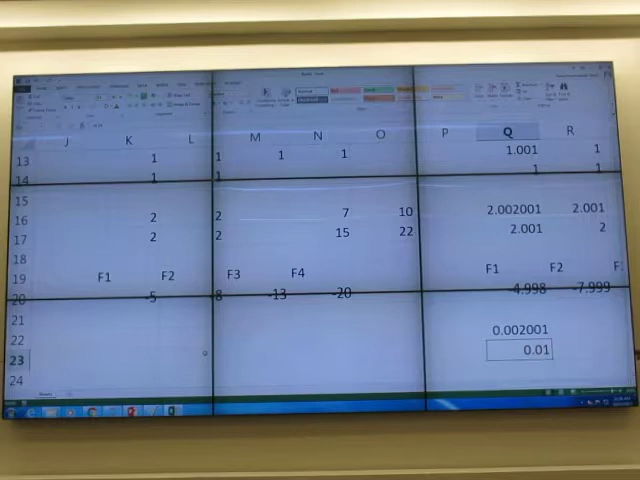 J K L M N O P Q R
13 1 1 1 1 1.001 1
14 1 1 1 1
15
16 2 2 7 10 2.002001 2.001
17 2 2 15 22 2.001 2
18
19 F1 F2 F3 F4 F1 F2
20 -5 -8 -13 -20 -4.998 -7.999
21
22 0.002001
23 0.01
24